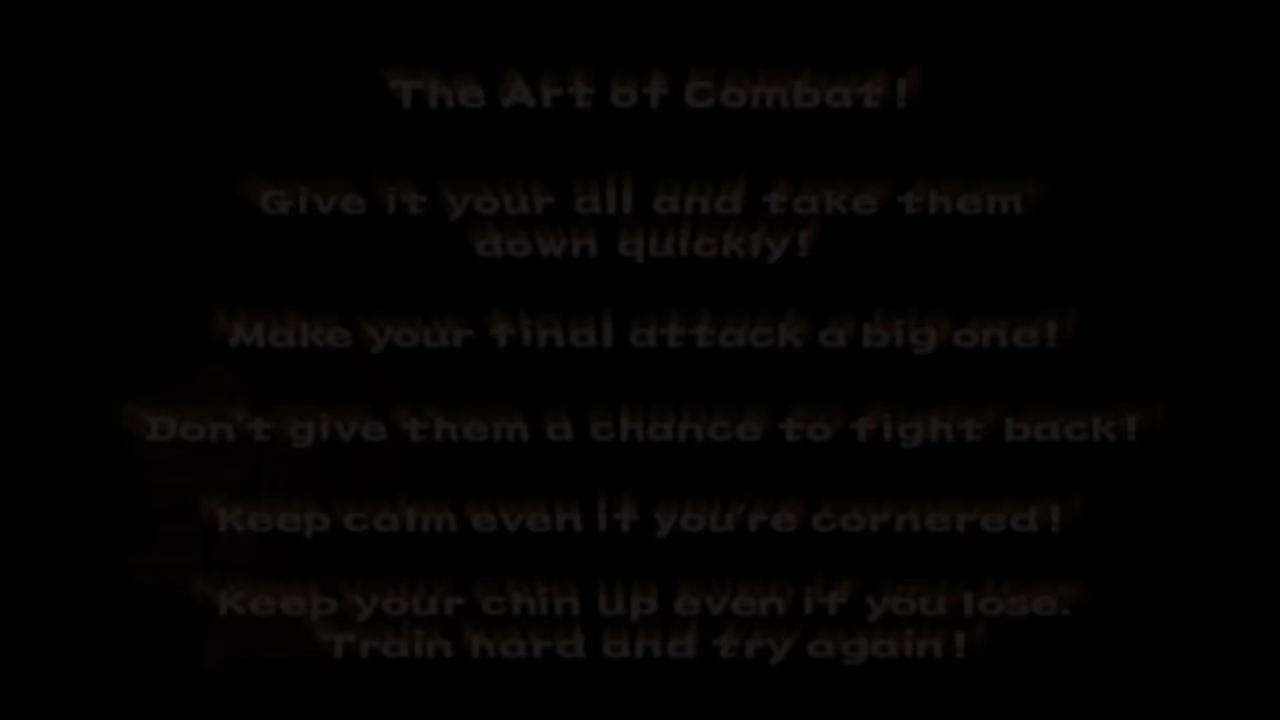 The Art of Combat!
Give it your all and take them
down quickly!
Make your final attack a big one!
Don't give them a chance to fight back!
Keep calm even if you're cornered!
Keep your chin up even if you lose.
Train hard and try again!